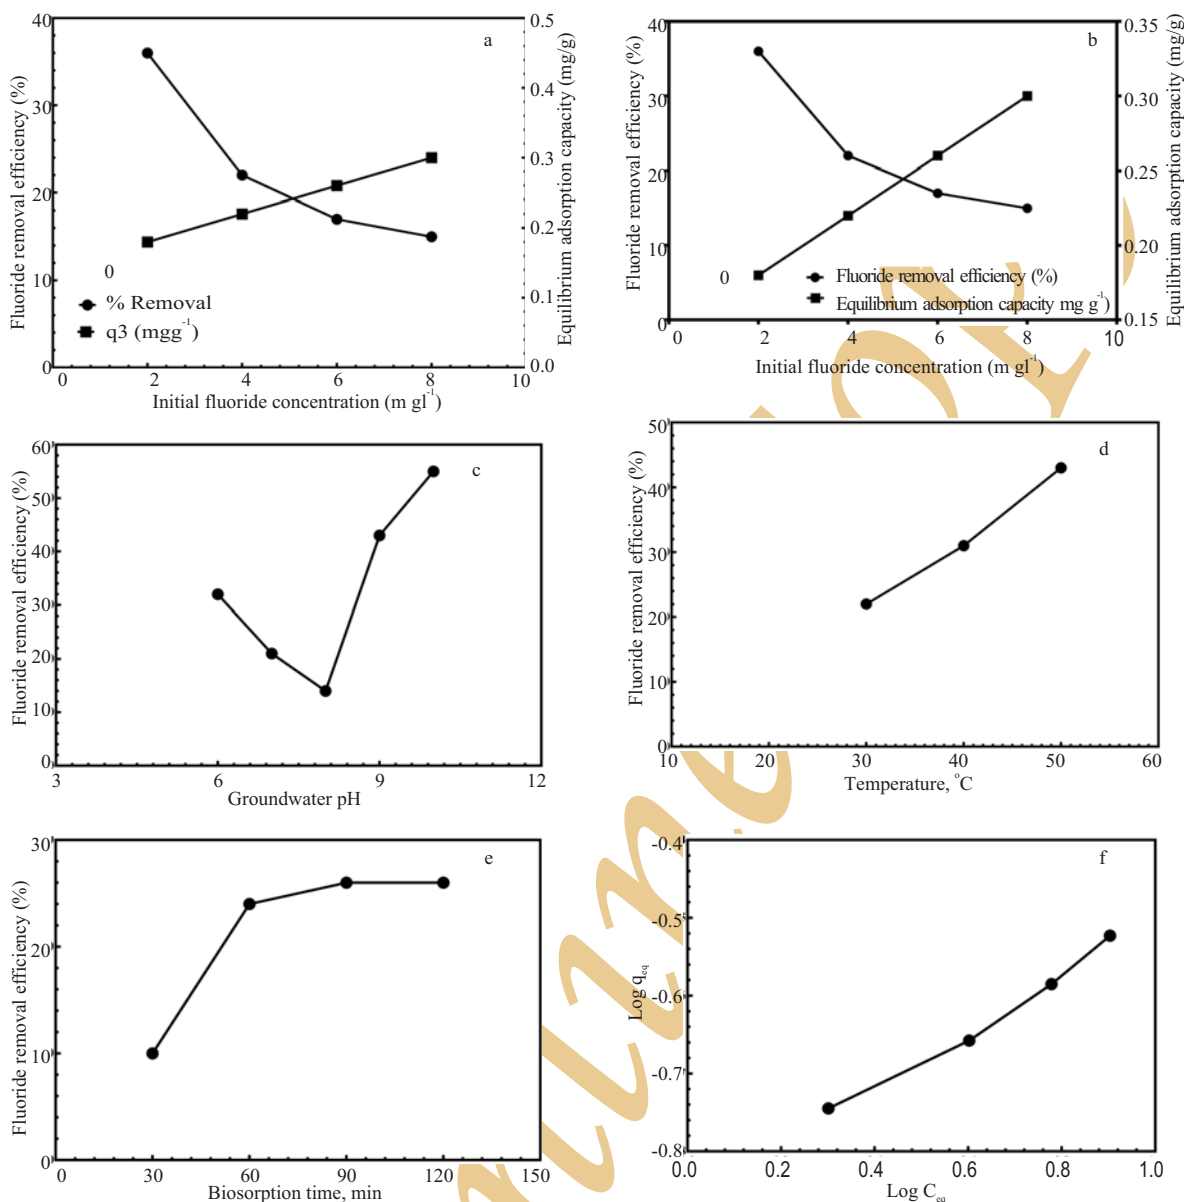 a
Fluoride removal efficiency (%)
40
30
20
10
0
0
% Removal
q3 (mgg⁻¹)
0.5
0.4
0.3
0.2
0.1
0.0
Equilibrium adsorption capacity (mg/g)
0 2 4 6 8 10
Initial fluoride concentration (m gl⁻¹)
b
Fluoride removal efficiency (%)
40
30
20
10
0
0
Fluoride removal efficiency (%)
Equilibrium adsorption capacity mg g⁻¹)
0.35
0.30
0.25
0.20
0.15
Equilibrium adsorption capacity (mg/g)
0 2 4 6 8 10
Initial fluoride concentration (m gl⁻¹)
c
Fluoride removal efficiency (%)
60
50
40
30
20
10
0
3 6 9 12
Groundwater pH
d
Fluoride removal efficiency (%)
50
40
30
20
10
0
10 20 30 40 50 60
Temperature, °C
e
Fluoride removal efficiency (%)
30
20
10
0
0 30 60 90 120 150
Biosorption time, min
f
Log qeq
-0.4
-0.5
-0.6
-0.7
-0.8
0.0 0.2 0.4 0.6 0.8 1.0
Log Ceq